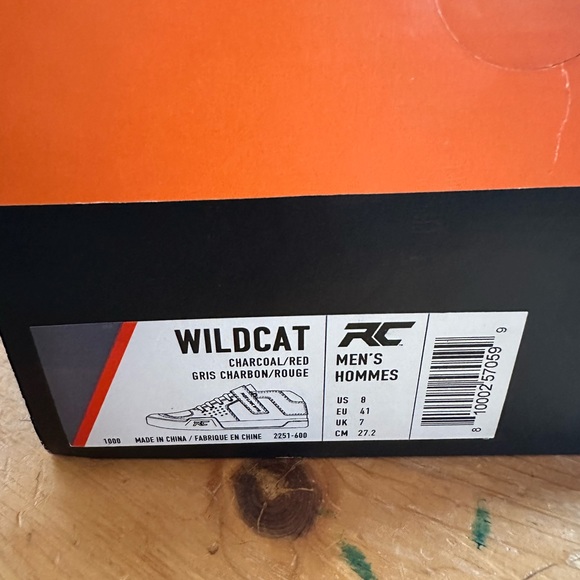 WILDCAT
CHARCOAL/RED
GRIS CHARBON/ROUGE
1000 MADE IN CHINA / FABRIQUE EN CHINE 2251-600
RC
RC™
MEN'S
HOMMES
US 8
EU 41
UK 7
CM 27.2
8 10002 57059 9